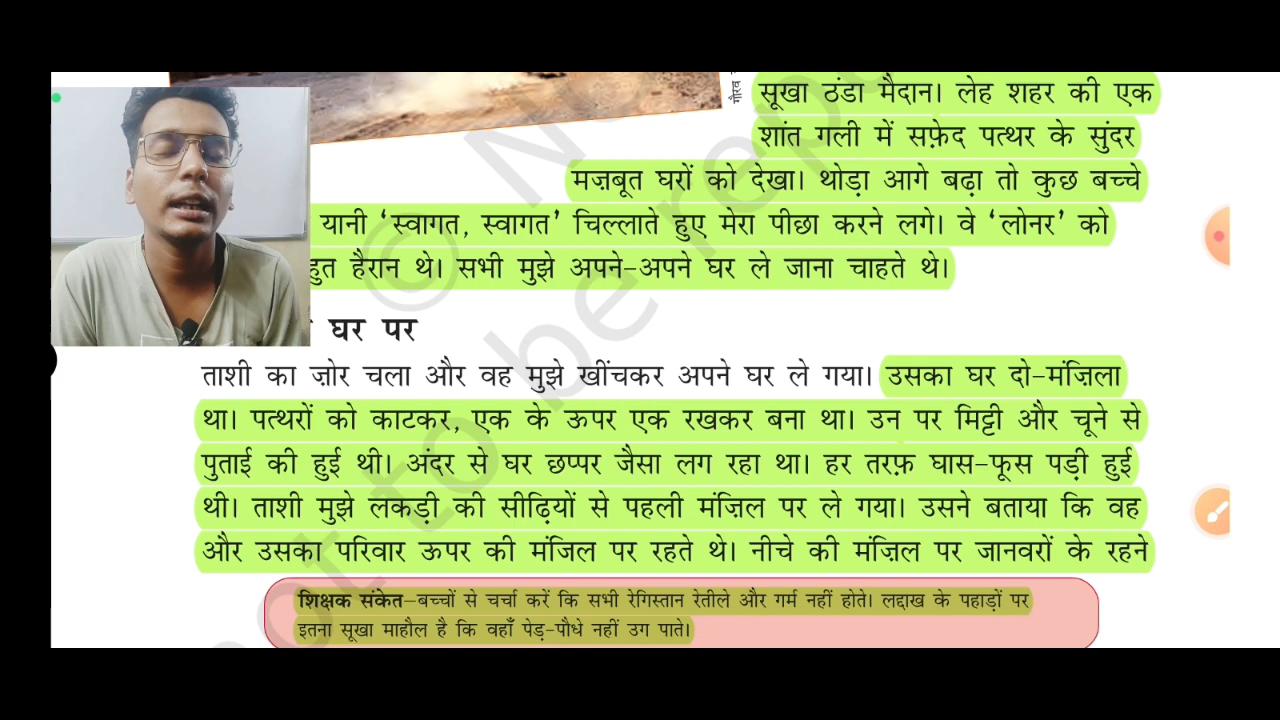 सूखा ठंडा मैदान। लेह शहर की एक
शांत गली में सफ़ेद पत्थर के सुंदर
मज़बूत घरों को देखा। थोड़ा आगे बढ़ा तो कुछ बच्चे
यानी ‘स्वागत, स्वागत’ चिल्लाते हुए मेरा पीछा करने लगे। वे ‘लोनर’ को
हैरान थे। सभी मुझे अपने-अपने घर ले जाना चाहते थे।
घर पर
ताशी का ज़ोर चला और वह मुझे खींचकर अपने घर ले गया। उसका घर दो-मंज़िला
था। पत्थरों को काटकर, एक के ऊपर एक रखकर बना था। उन पर मिट्टी और चूने से
पुताई की हुई थी। अंदर से घर छप्पर जैसा लग रहा था। हर तरफ़ घास-फूस पड़ी हुई
थी। ताशी मुझे लकड़ी की सीढ़ियों से पहली मंज़िल पर ले गया। उसने बताया कि वह
और उसका परिवार ऊपर की मंजिल पर रहते थे। नीचे की मंज़िल पर जानवरों के रहने
शिक्षक संकेत–बच्चों से चर्चा करें कि सभी रेगिस्तान रेतीले और गर्म नहीं होते। लद्दाख के पहाड़ों पर
इतना सूखा माहौल है कि वहाँ पेड़-पौधे नहीं उग पाते।
गौरव
©
not to be